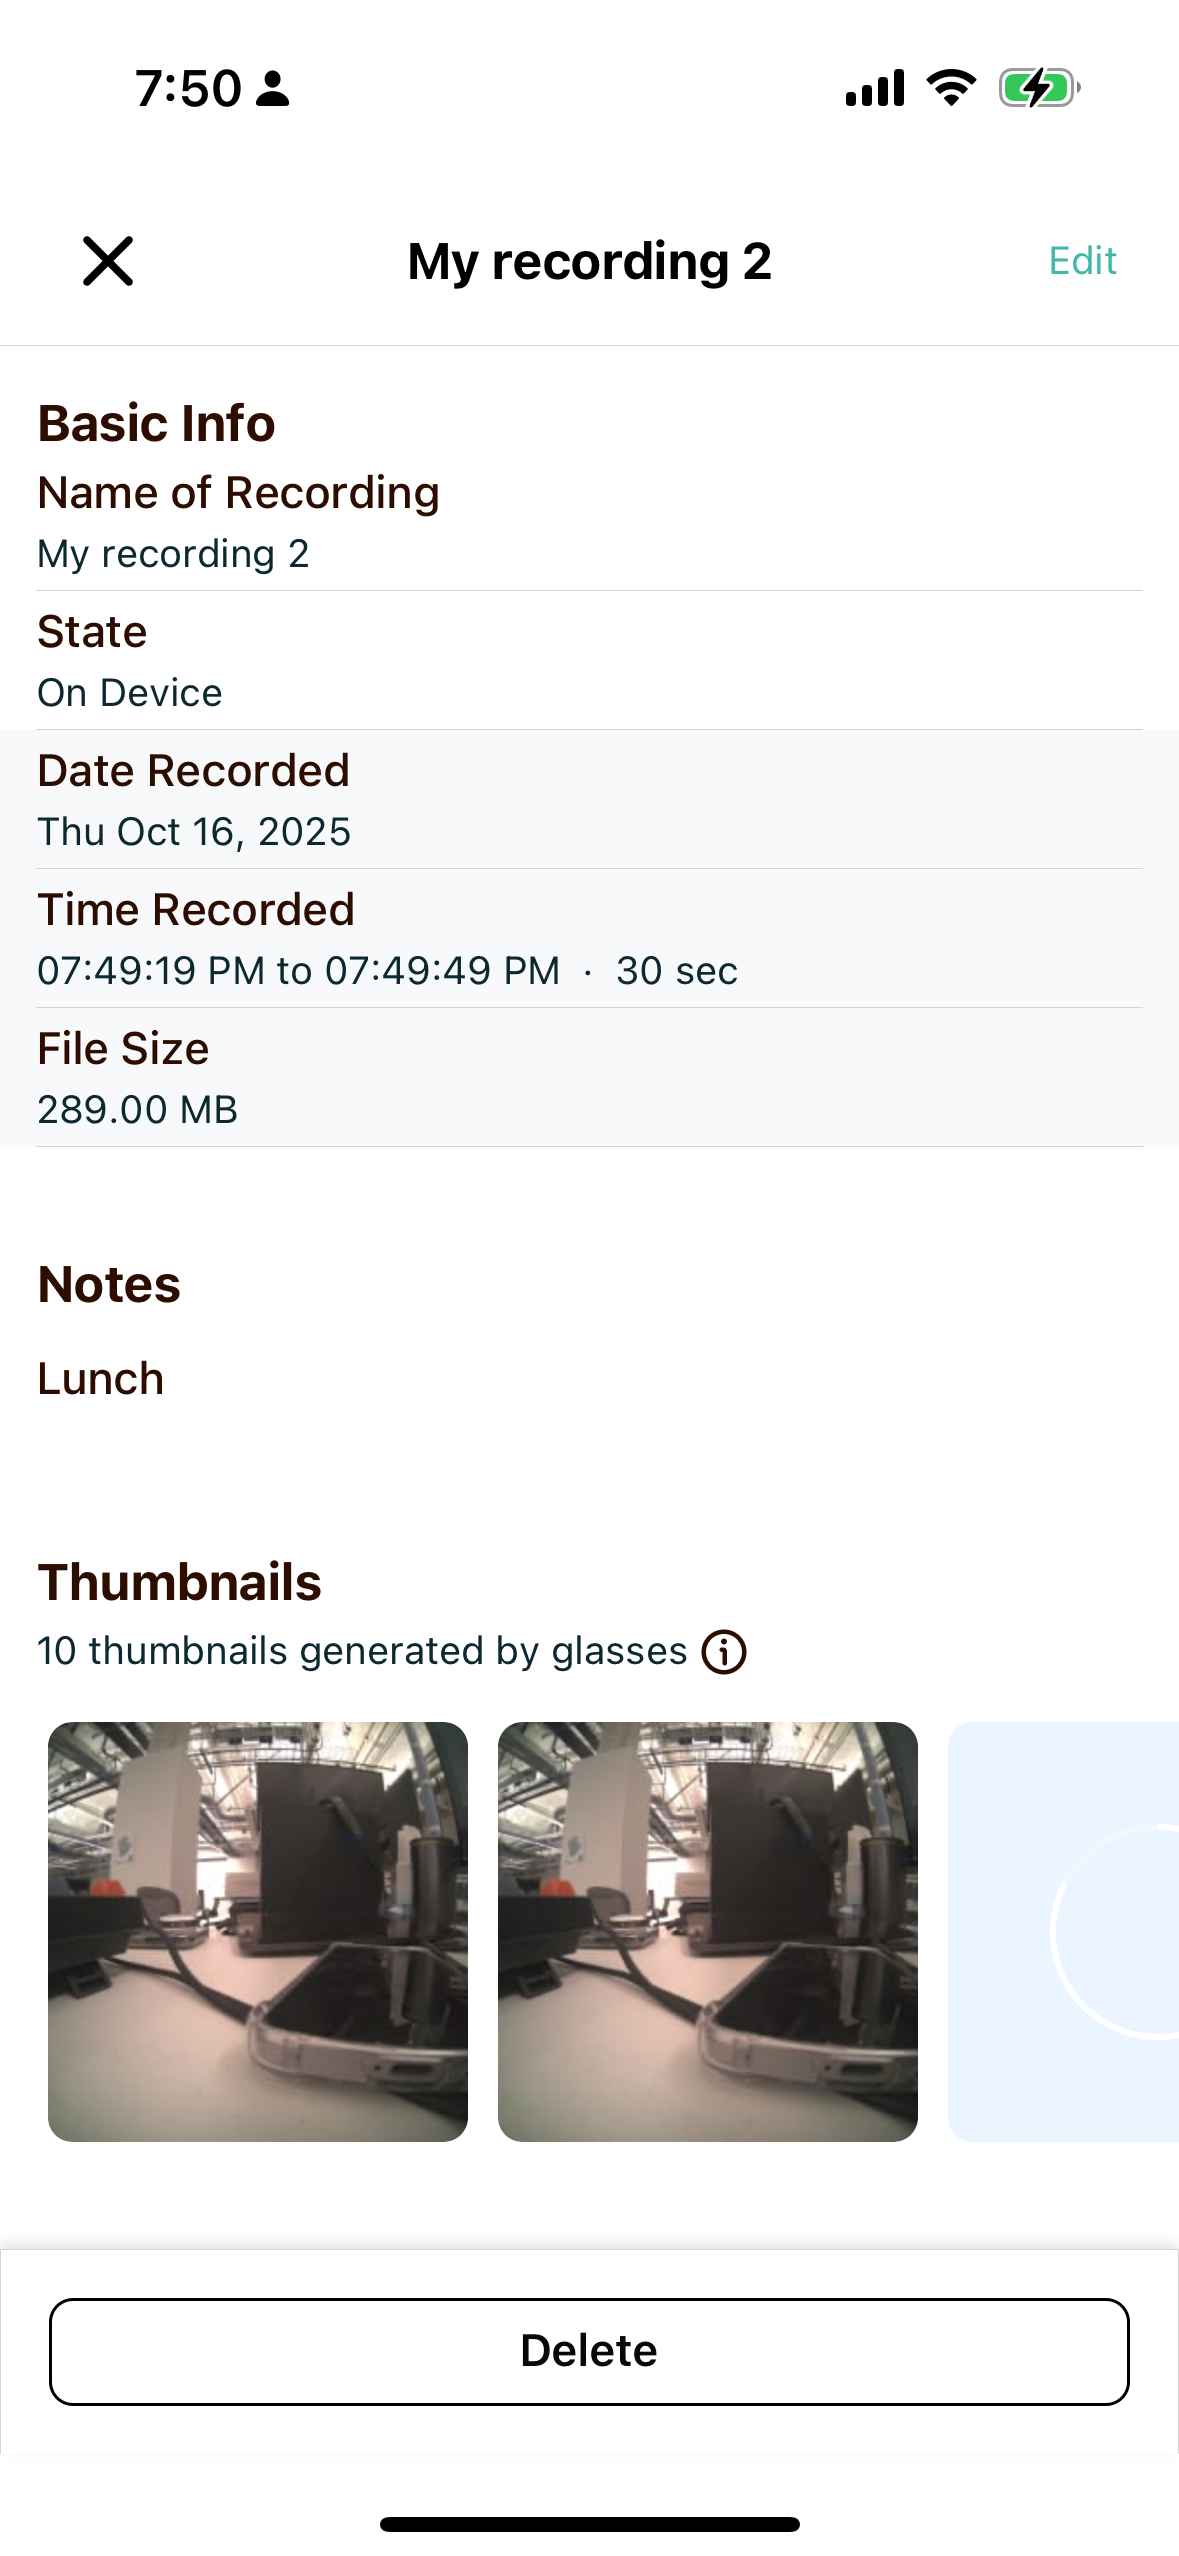 7:50
My recording 2
Edit
Basic Info
Name of Recording
My recording 2
State
On Device
Date Recorded
Thu Oct 16, 2025
Time Recorded
07:49:19 PM to 07:49:49 PM · 30 sec
File Size
289.00 MB
Notes
Lunch
Thumbnails
10 thumbnails generated by glasses
Delete